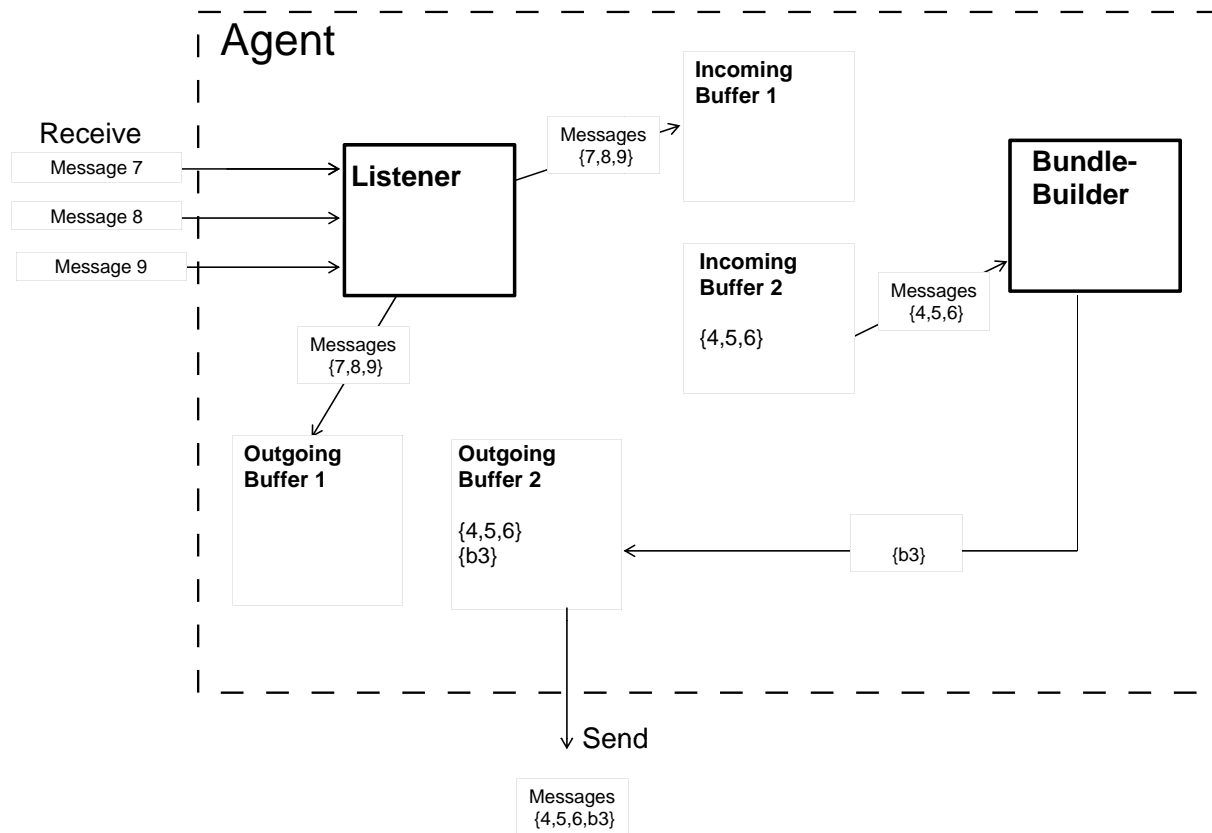 Agent
Receive
Message 7
Message 8
Message 9
Listener
Messages
{7,8,9}
Incoming
Buffer 1
Bundle-
Builder
Incoming
Buffer 2
{4,5,6}
Messages
{4,5,6}
Messages
{7,8,9}
Outgoing
Buffer 1
Outgoing
Buffer 2
{4,5,6}
{b3}
{b3}
Send
Messages
{4,5,6,b3}